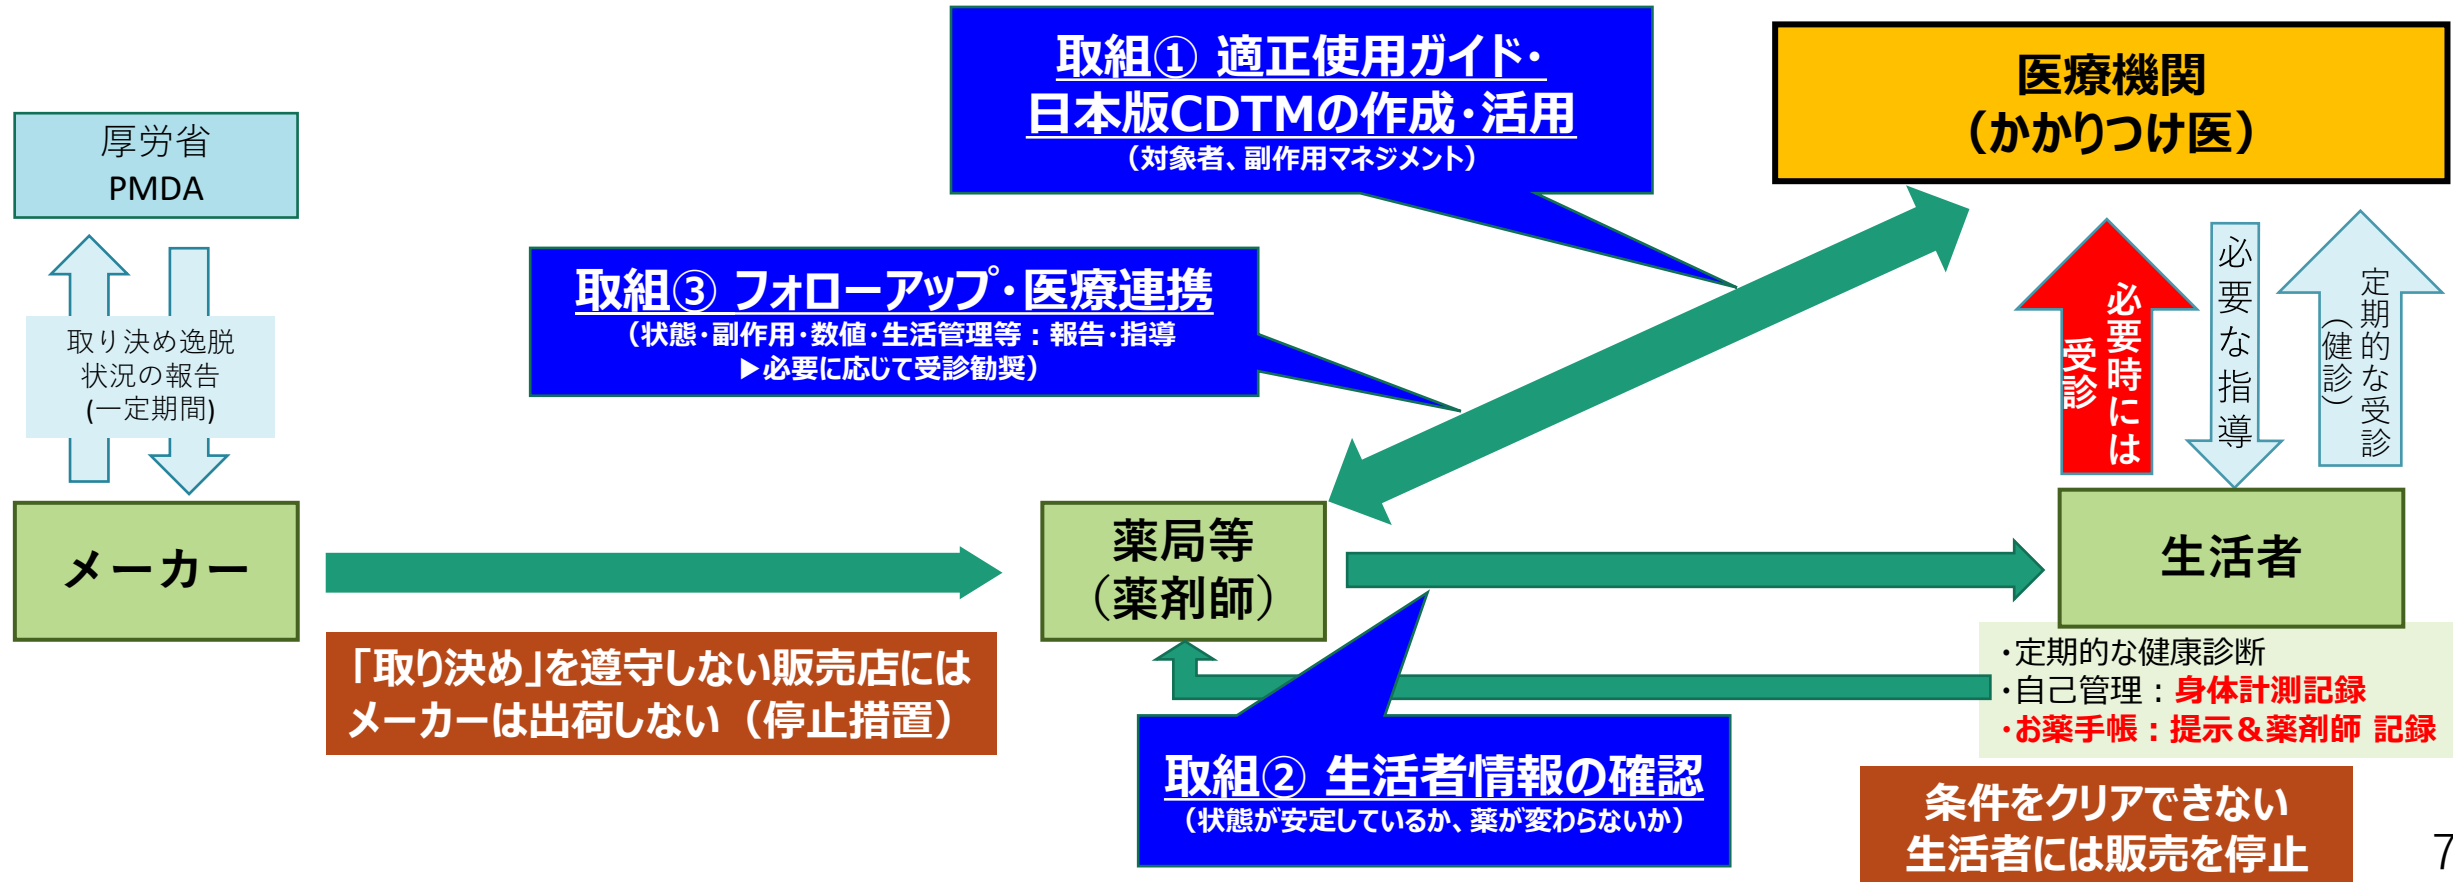 取組① 適正使用ガイド・
日本版CDTMの作成・活用
（対象者、副作用マネジメント）
医療機関
（かかりつけ医）
厚労省
PMDA
取組③ フォローアップ・医療連携
（状態・副作用・数値・生活管理等：報告・指導
▶必要に応じて受診勧奨）
取り決め逸脱
状況の報告
(一定期間)
必要時には
受診
必要な指導
定期的な受診
（健診）
メーカー
薬局等
（薬剤師）
生活者
「取り決め」を遵守しない販売店には
メーカーは出荷しない（停止措置）
・定期的な健康診断
・自己管理：身体計測記録
・お薬手帳：提示＆薬剤師 記録
取組② 生活者情報の確認
（状態が安定しているか、薬が変わらないか）
条件をクリアできない
生活者には販売を停止
7